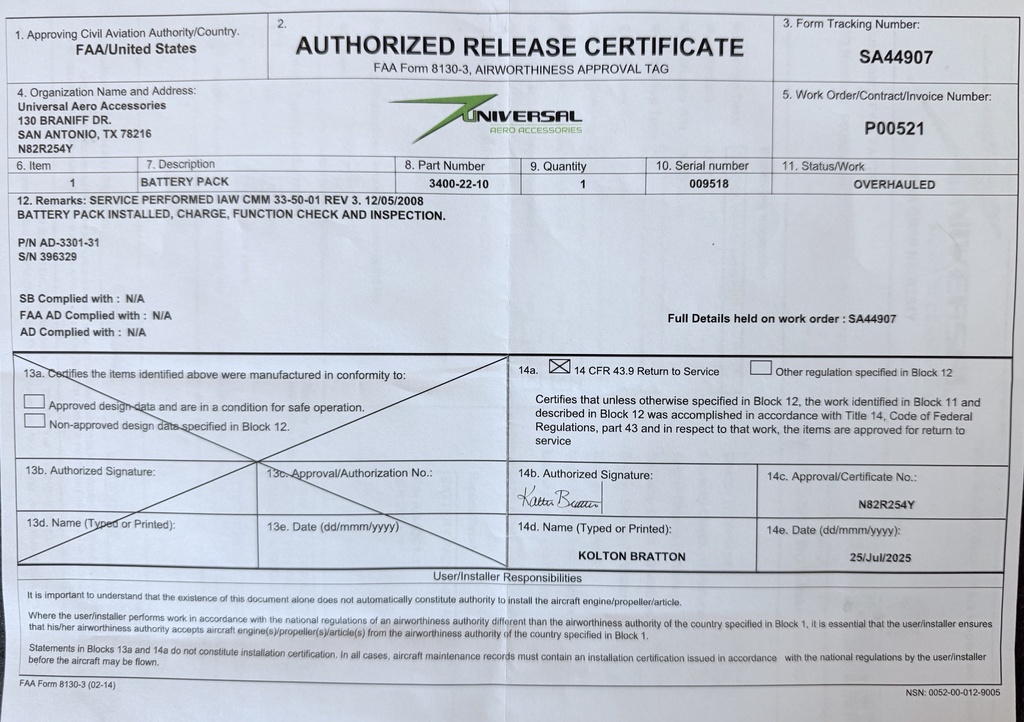 1. Approving Civil Aviation Authority/Country.
FAA/United States
2.
AUTHORIZED RELEASE CERTIFICATE
FAA Form 8130-3, AIRWORTHINESS APPROVAL TAG
3. Form Tracking Number:
SA44907
4. Organization Name and Address:
Universal Aero Accessories
130 BRANIFF DR.
SAN ANTONIO, TX 78216
N82R254Y
UNIVERSAL
AERO ACCESSORIES
5. Work Order/Contract/Invoice Number:
P00521
6. Item
7. Description
8. Part Number
9. Quantity
10. Serial number
11. Status/Work
1
BATTERY PACK
3400-22-10
1
009518
OVERHAULED
12. Remarks: SERVICE PERFORMED IAW CMM 33-50-01 REV 3. 12/05/2008
BATTERY PACK INSTALLED, CHARGE, FUNCTION CHECK AND INSPECTION.
P/N AD-3301-31
S/N 396329
SB Complied with : N/A
FAA AD Complied with : N/A
AD Complied with : N/A
Full Details held on work order : SA44907
13a. Certifies the items identified above were manufactured in conformity to:
Approved design data and are in a condition for safe operation.
Non-approved design data specified in Block 12.
14a. 14 CFR 43.9 Return to Service
Other regulation specified in Block 12
Certifies that unless otherwise specified in Block 12, the work identified in Block 11 and
described in Block 12 was accomplished in accordance with Title 14, Code of Federal
Regulations, part 43 and in respect to that work, the items are approved for return to
service
13b. Authorized Signature:
13c. Approval/Authorization No.:
14b. Authorized Signature:
Kolton Bratton
14c. Approval/Certificate No.:
N82R254Y
13d. Name (Typed or Printed):
13e. Date (dd/mmm/yyyy)
14d. Name (Typed or Printed):
KOLTON BRATTON
14e. Date (dd/mmm/yyyy):
25/Jul/2025
User/Installer Responsibilities
It is important to understand that the existence of this document alone does not automatically constitute authority to install the aircraft engine/propeller/article.
Where the user/installer performs work in accordance with the national regulations of an airworthiness authority different than the airworthiness authority of the country specified in Block 1, it is essential that the user/installer ensures
that his/her airworthiness authority accepts aircraft engine(s)/propeller(s)/article(s) from the airworthiness authority of the country specified in Block 1.
Statements in Blocks 13a and 14a do not constitute installation certification. In all cases, aircraft maintenance records must contain an installation certification issued in accordance with the national regulations by the user/installer
before the aircraft may be flown.
FAA Form 8130-3 (02-14)
NSN: 0052-00-012-9005